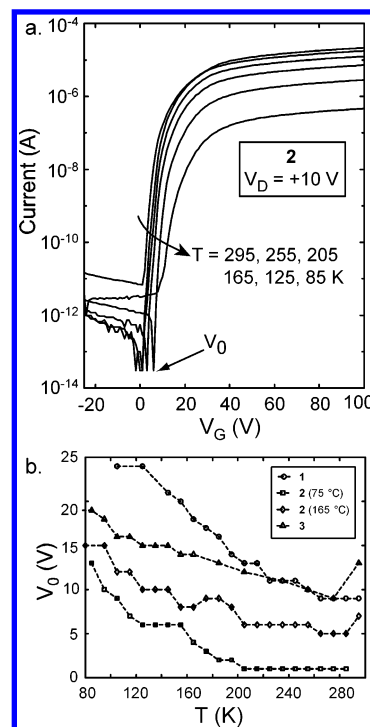 a.
10⁻⁴
10⁻⁶
10⁻⁸
10⁻¹⁰
10⁻¹²
10⁻¹⁴
Current (A)
2
V_D = +10 V
T = 295, 255, 205
165, 125, 85 K
V₀
-20 0 20 40 60 80 100
V_G (V)
b.
25
20
15
10
5
0
V₀ (V)
1
2 (75 °C)
2 (165 °C)
3
80 120 160 200 240 280
T (K)